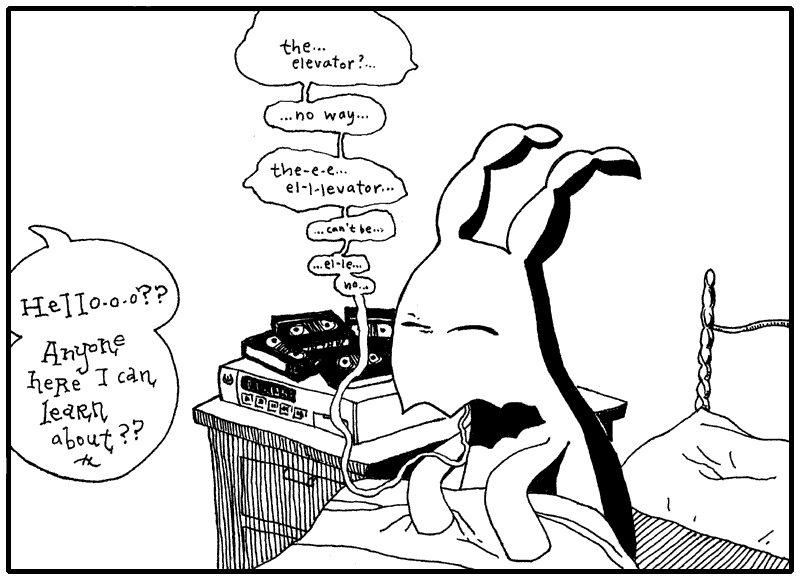 the...
elevator?...
...no way...
the-e-e...
el-l-levator...
...can't be...
...el-le...
no...
Hello-o-o??
Anyone
here I can
learn
about??